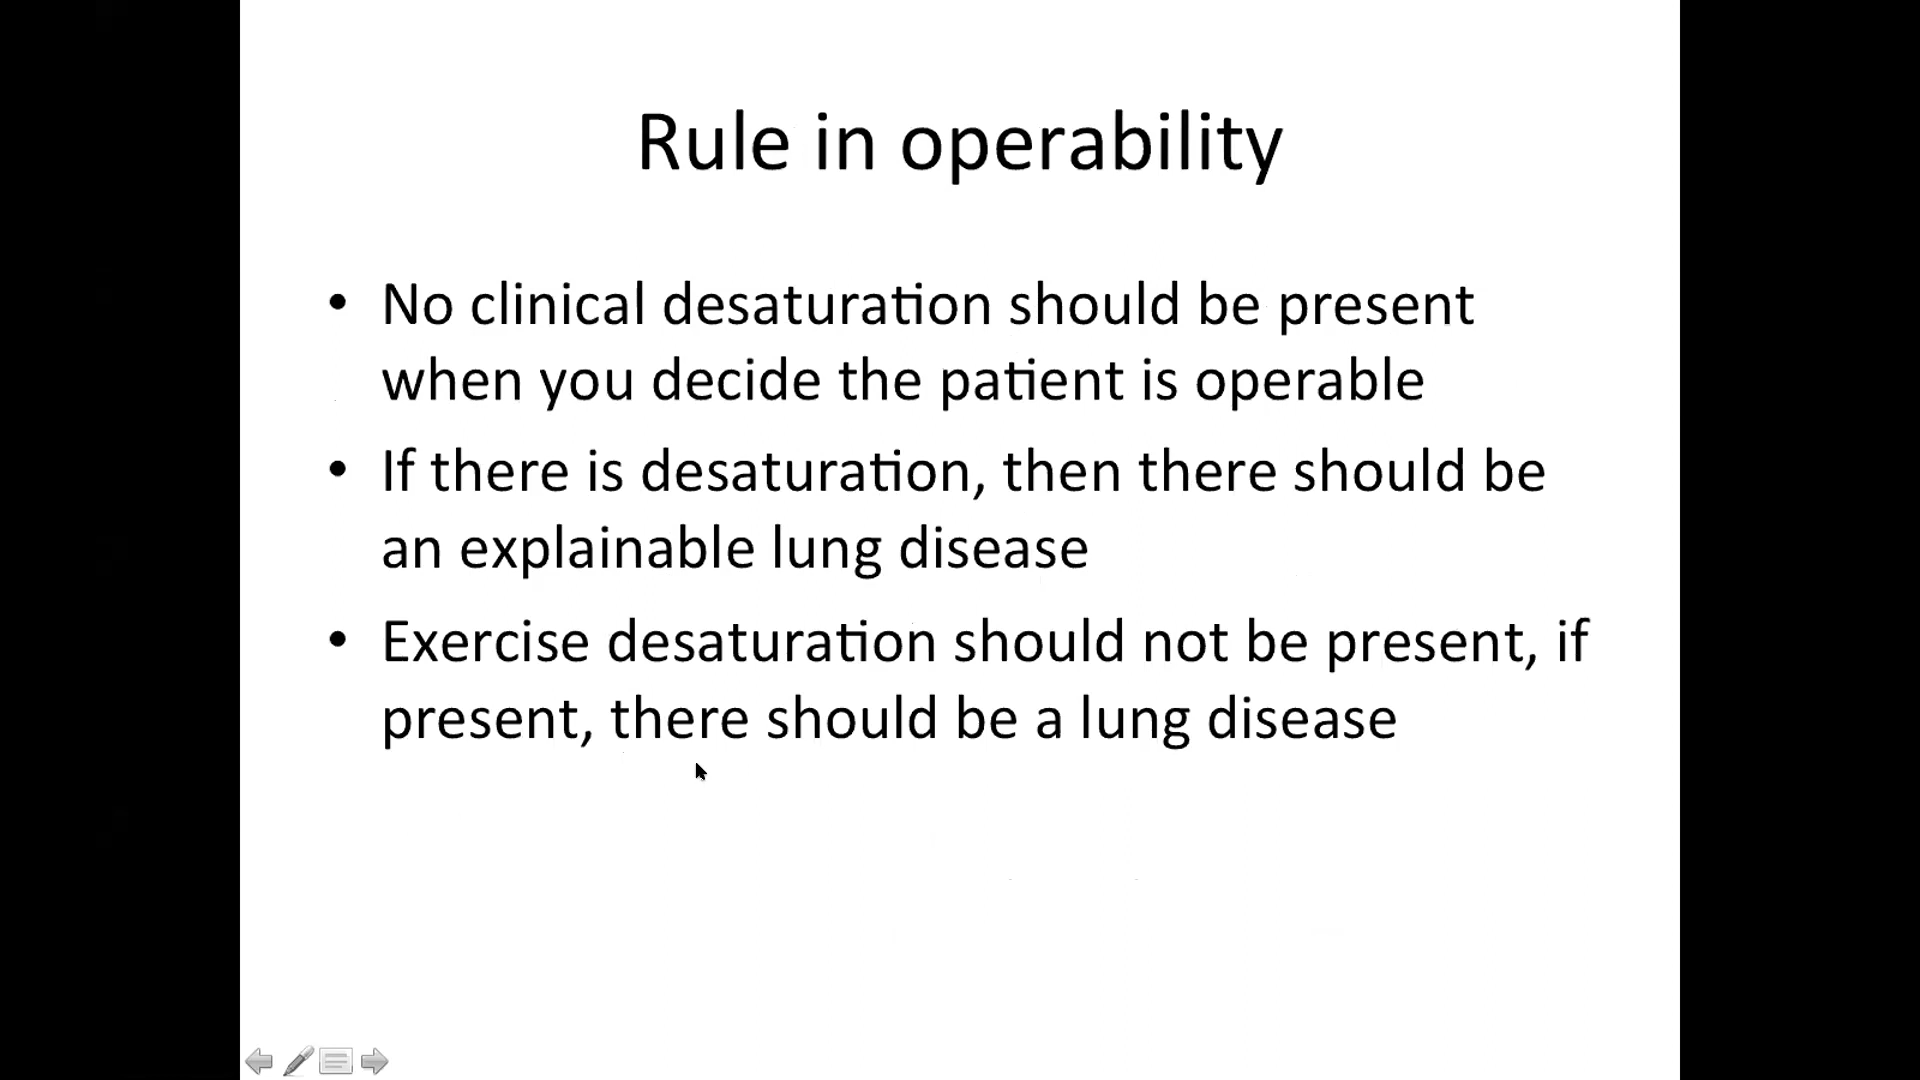 Rule in operability
• No clinical desaturation should be present
when you decide the patient is operable
• If there is desaturation, then there should be
an explainable lung disease
• Exercise desaturation should not be present, if
present, there should be a lung disease